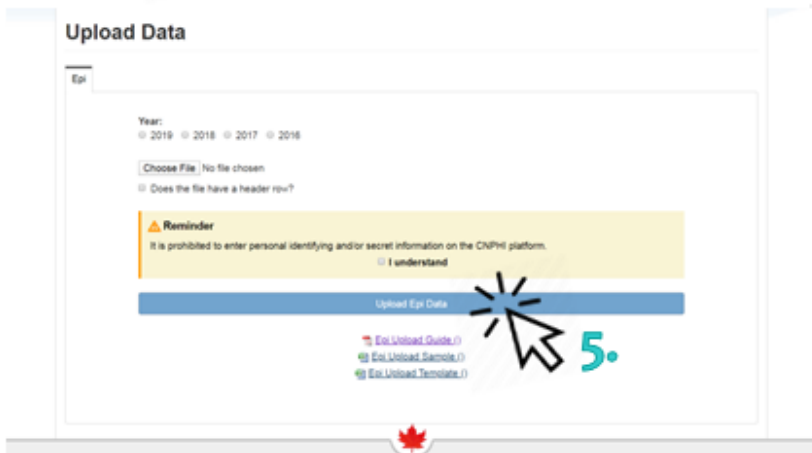 Upload Data
Epi
Year:
2019 2018 2017 2016
Choose File No file chosen
Does the file have a header row?
Reminder
It is prohibited to enter personal identifying and/or secret information on the CNPHI platform.
I understand
Upload Epi Data
Epi Upload Guide ()
Epi Upload Sample ()
Epi Upload Template ()
5.